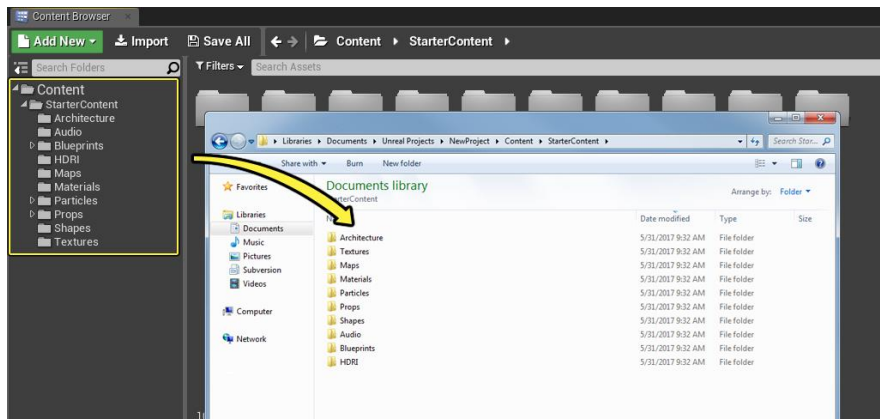 Content Browser
Add New Import Save All Content StarterContent
Search Folders
Filters Search Assets
Content
StarterContent
Architecture
Audio
Blueprints
HDRI
Maps
Materials
Particles
Props
Shapes
Textures
Libraries Documents Unreal Projects NewProject Content StarterContent
Search Star...
Share with Burn New folder
Favorites
Libraries
Documents
Music
Pictures
Subversion
Videos
Computer
Network
Documents library
StarterContent
Arrange by: Folder
Date modified Type Size
Architecture 5/31/2017 9:32 AM File folder
Textures 5/31/2017 9:32 AM File folder
Maps 5/31/2017 9:32 AM File folder
Materials 5/31/2017 9:32 AM File folder
Particles 5/31/2017 9:32 AM File folder
Props 5/31/2017 9:32 AM File folder
Shapes 5/31/2017 9:32 AM File folder
Audio 5/31/2017 9:32 AM File folder
Blueprints 5/31/2017 9:32 AM File folder
HDRI 5/31/2017 9:32 AM File folder